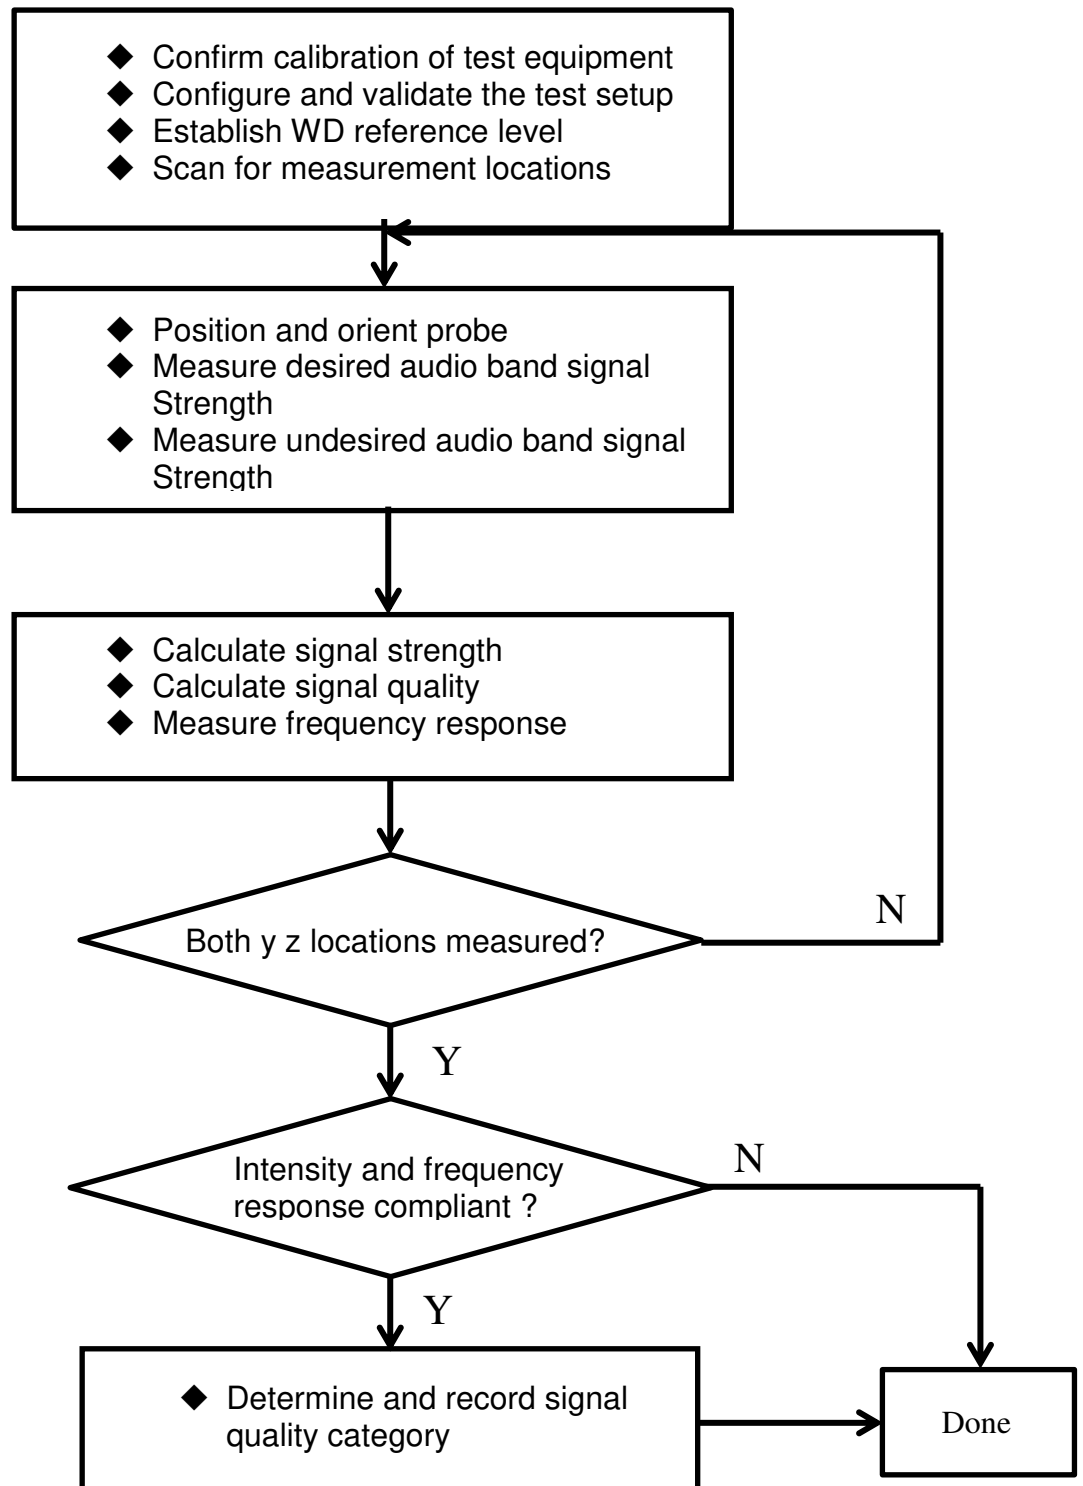 ◆ Confirm calibration of test equipment
◆ Configure and validate the test setup
◆ Establish WD reference level
◆ Scan for measurement locations
◆ Position and orient probe
◆ Measure desired audio band signal
Strength
◆ Measure undesired audio band signal
Strength
◆ Calculate signal strength
◆ Calculate signal quality
◆ Measure frequency response
Both y z locations measured?
N
Y
Intensity and frequency
response compliant ?
N
Y
◆ Determine and record signal
quality category
Done